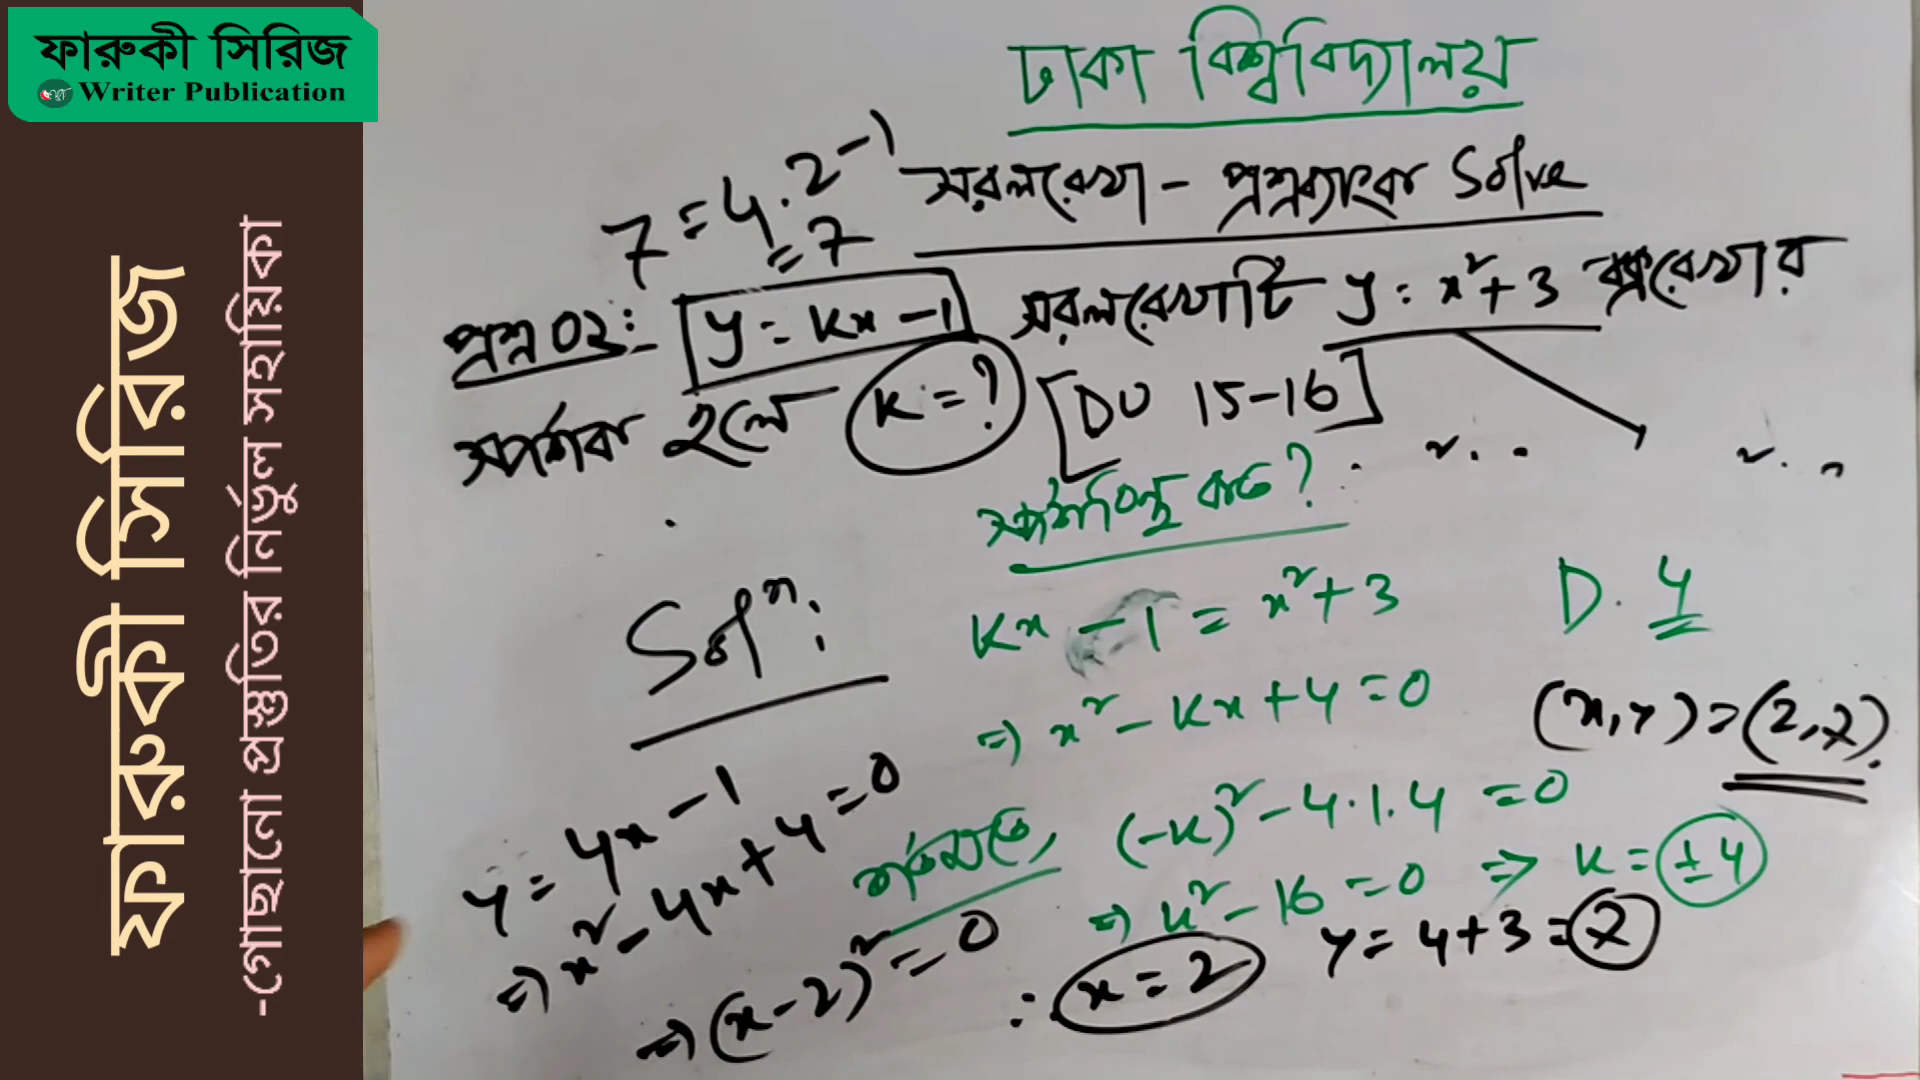 ফারুকী সিরিজ
Writer Publication
ফারুকী সিরিজ
-গোছানো প্রস্তুতির নির্ভুল সহায়িকা
ঢাকা বিশ্ববিদ্যালয়
সরলরেখা - প্রশ্নব্যাংক Solve
7 = 4.2-1
= 7
প্রশ্ন 02: y = kx - 1 সরলরেখাটি y = x² + 3 বক্ররেখার
স্পর্শক হলে k = ? [DU 15-16]
স্পর্শবিন্দু কত?
Solⁿ:
kx - 1 = x² + 3
D. 4
⇒ x² - kx + 4 = 0
(x, y) = (2, 7).
শর্তমতে, (-k)² - 4.1.4 = 0
⇒ k² - 16 = 0 ⇒ k = ±4
y = 4x - 1
⇒ x² - 4x + 4 = 0
⇒ (x-2)² = 0
∴ x = 2
y = 4 + 3 = 7